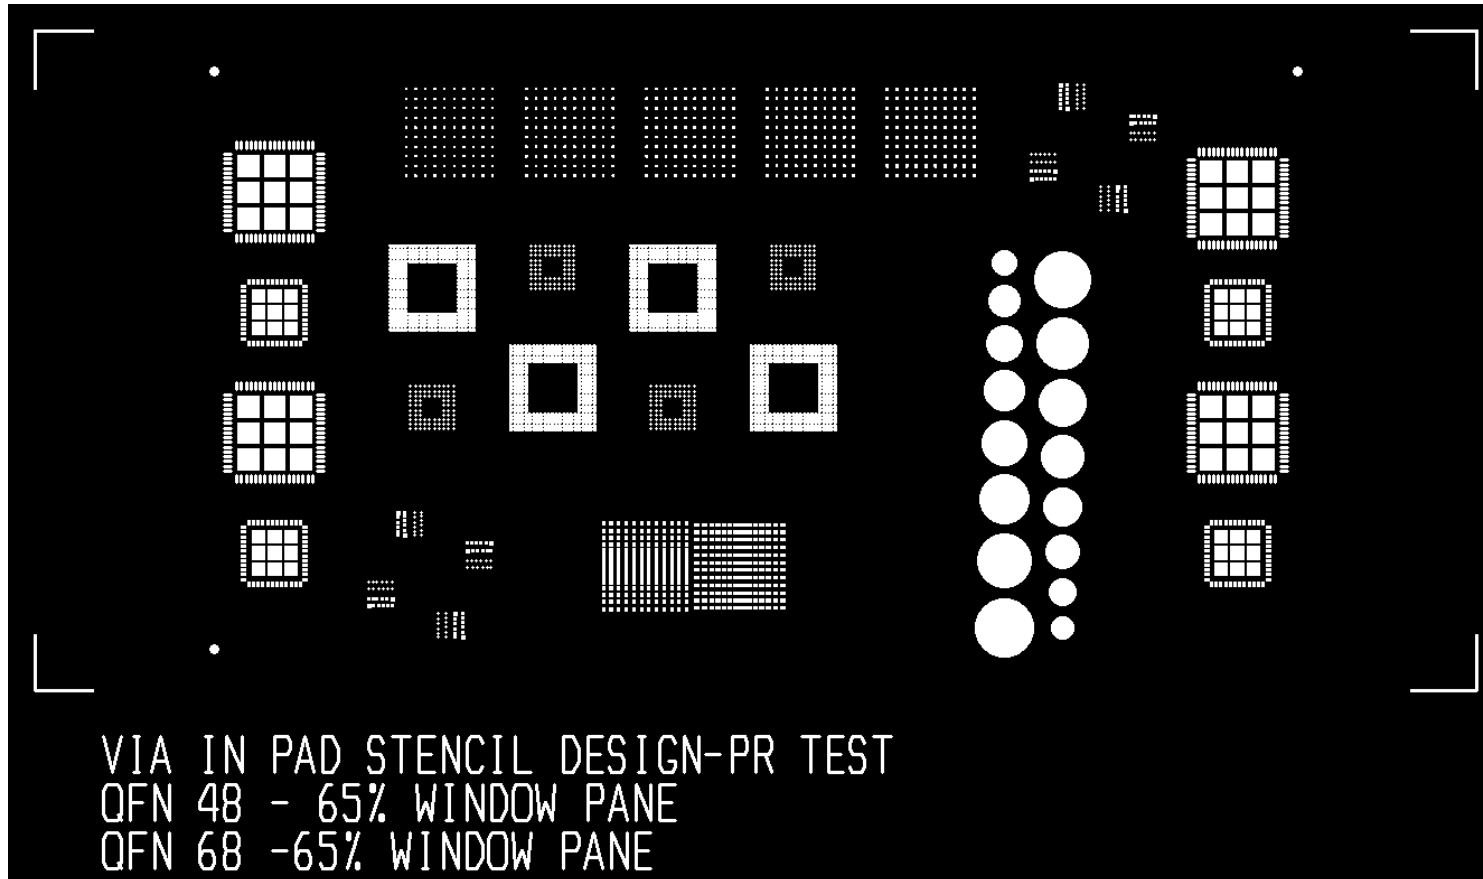 VIA IN PAD STENCIL DESIGN-PR TEST
QFN 48 - 65% WINDOW PANE
QFN 68 -65% WINDOW PANE